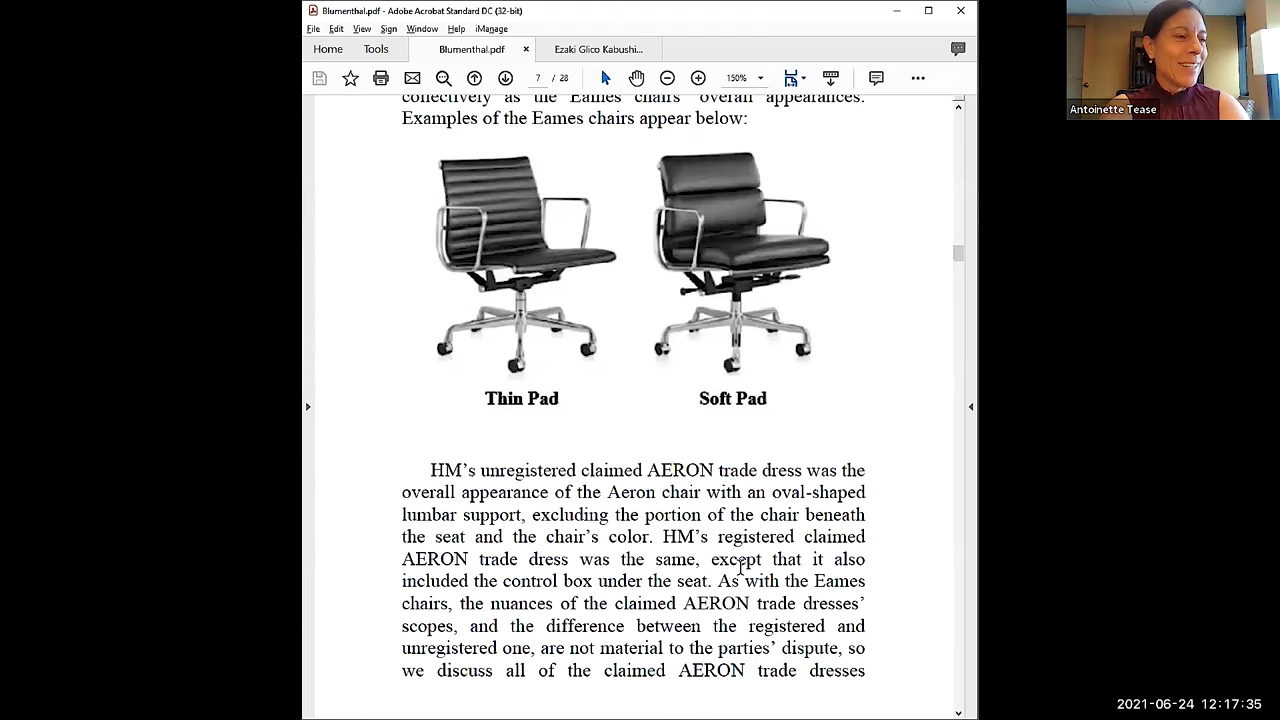 Blumenthal.pdf - Adobe Acrobat Standard DC (32-bit)
File Edit View Sign Window Help iManage
Home Tools Blumenthal.pdf × Ezaki Glico Kabushi...
7 / 28 150%
collectively as the Eames chairs' overall appearances.
Examples of the Eames chairs appear below:
Thin Pad Soft Pad
HM's unregistered claimed AERON trade dress was the
overall appearance of the Aeron chair with an oval-shaped
lumbar support, excluding the portion of the chair beneath
the seat and the chair's color. HM's registered claimed
AERON trade dress was the same, except that it also
included the control box under the seat. As with the Eames
chairs, the nuances of the claimed AERON trade dresses'
scopes, and the difference between the registered and
unregistered one, are not material to the parties' dispute, so
we discuss all of the claimed AERON trade dresses
Antoinette Tease
2021-06-24 12:17:35